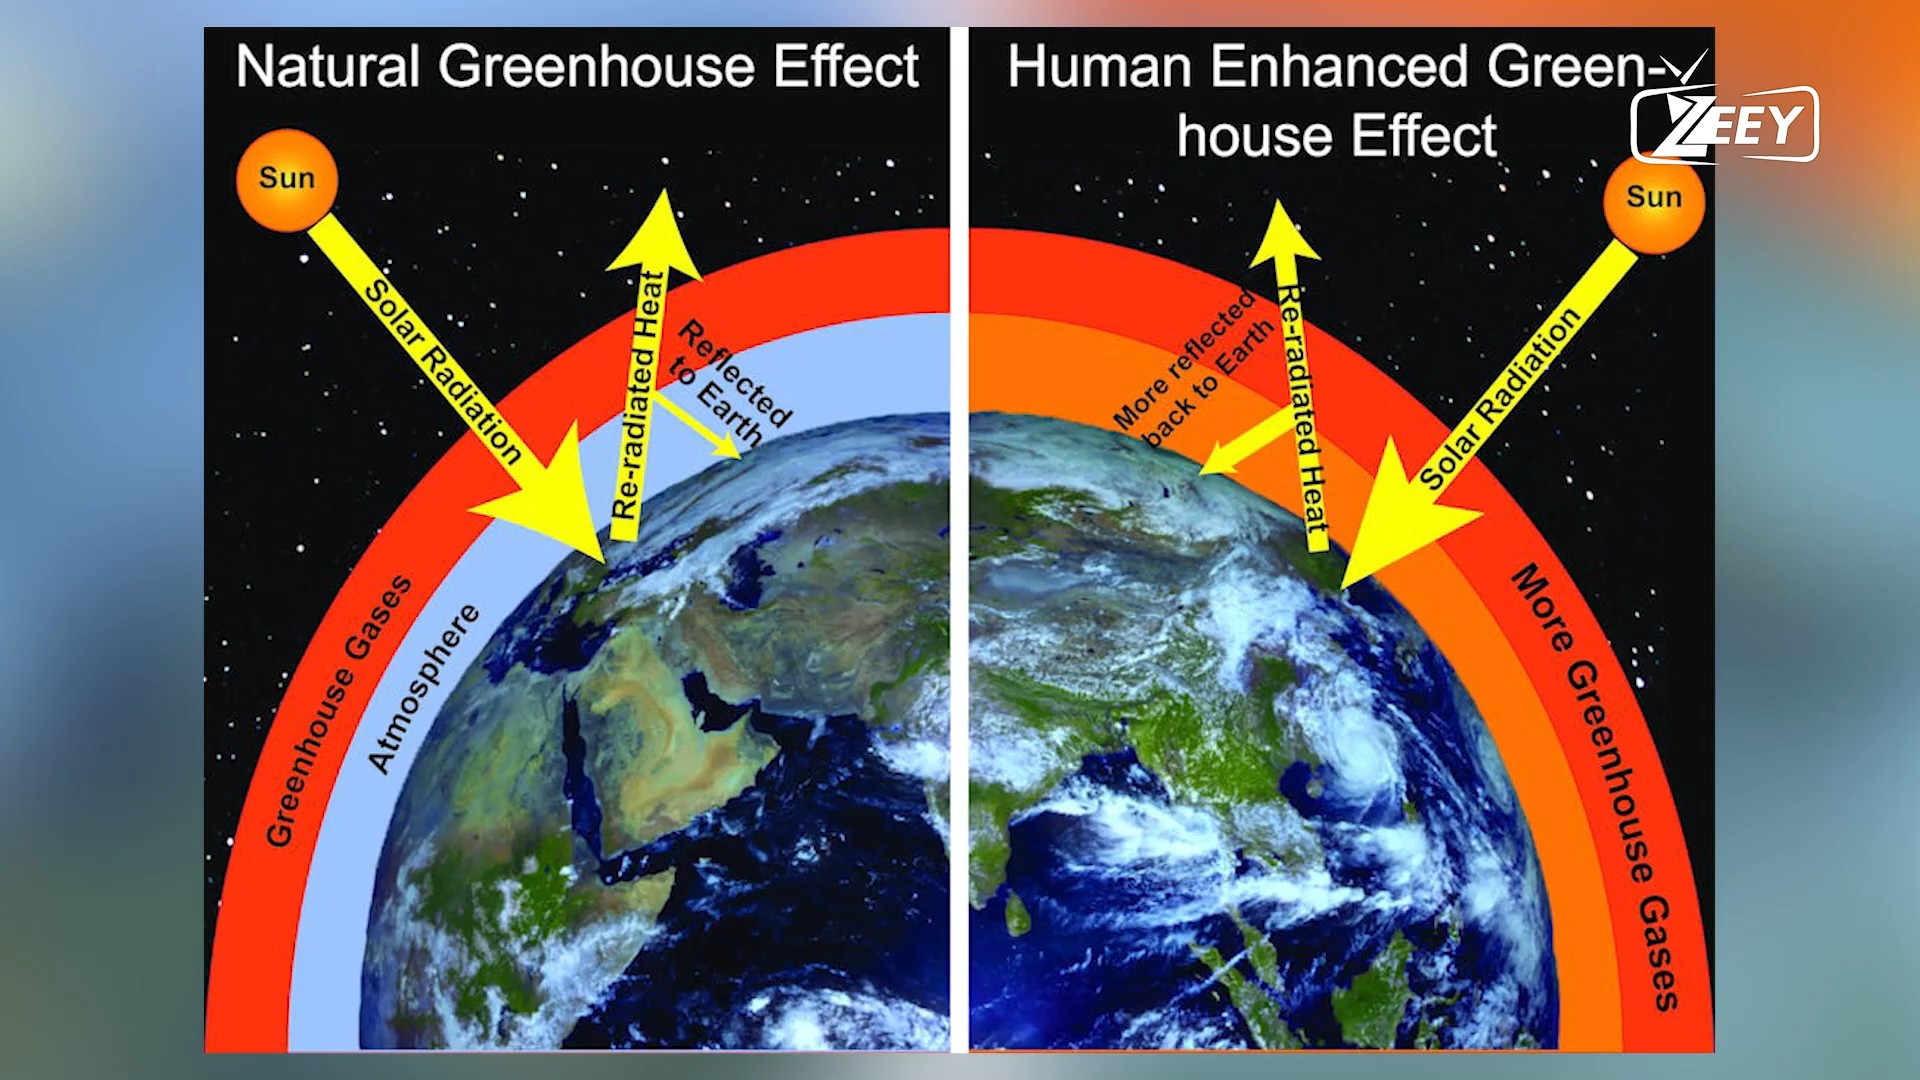 Natural Greenhouse Effect
Sun
Solar Radiation
Re-radiated Heat
Reflected
to Earth
Greenhouse Gases
Atmosphere
Human Enhanced Green-
house Effect
ZEEY
Sun
Solar Radiation
Re-radiated Heat
More reflected
back to Earth
More Greenhouse Gases